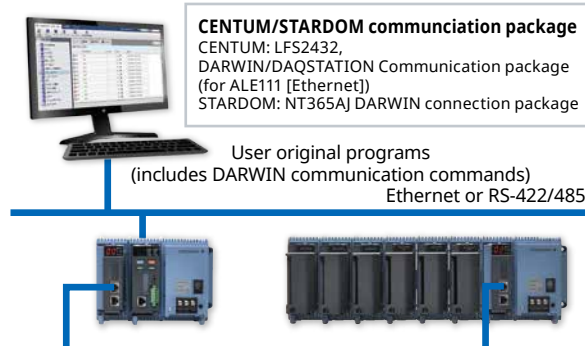 CENTUM/STARDOM communciation package
CENTUM: LFS2432,
DARWIN/DAQSTATION Communication package
(for ALE111 [Ethernet])
STARDOM: NT365AJ DARWIN connection package
User original programs
(includes DARWIN communication commands)
Ethernet or RS-422/485